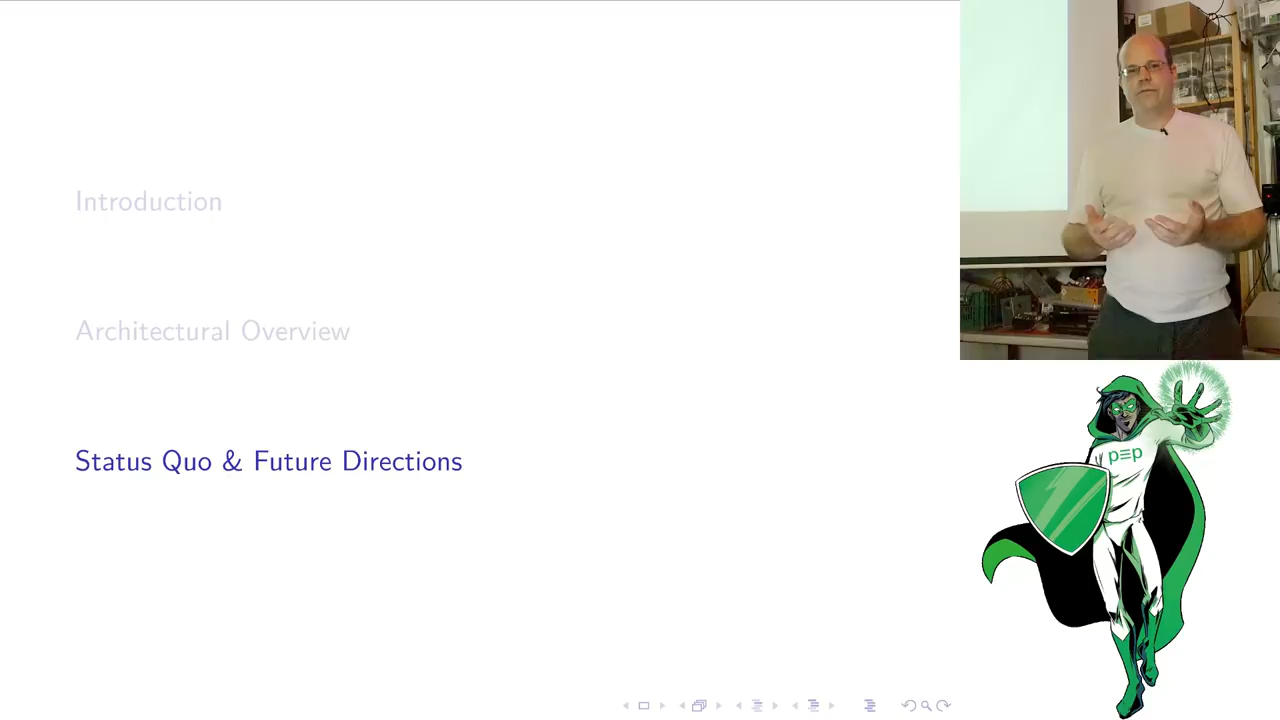 Introduction
Architectural Overview
Status Quo & Future Directions
p≡p